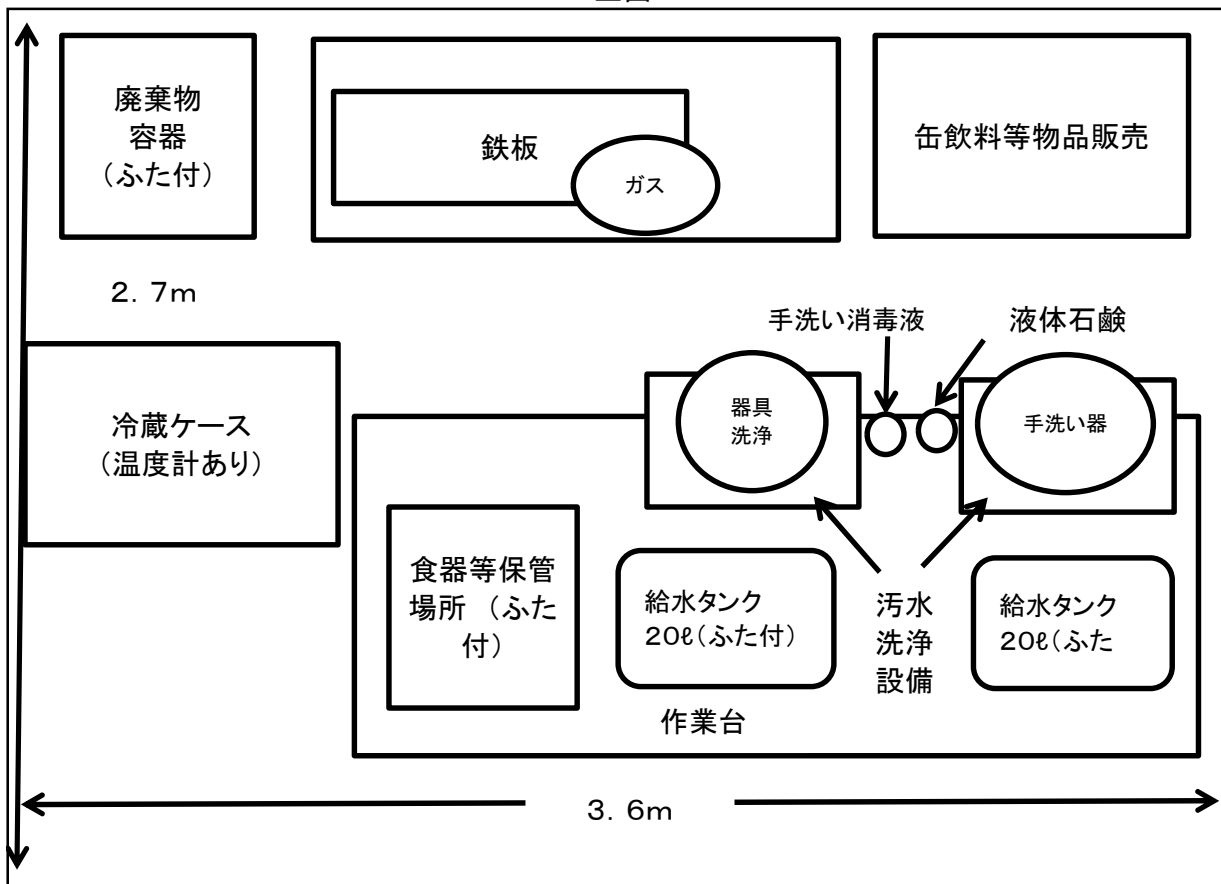 廃棄物
容器
（ふた付）
鉄板
ガス
缶飲料等物品販売
2．7m
手洗い消毒液
液体石鹸
冷蔵ケース
（温度計あり）
器具
洗浄
手洗い器
食器等保管
場所　（ふた
付）
給水タンク
20ℓ（ふた付）
汚水
洗浄
設備
給水タンク
20ℓ（ふた
作業台
3．6m